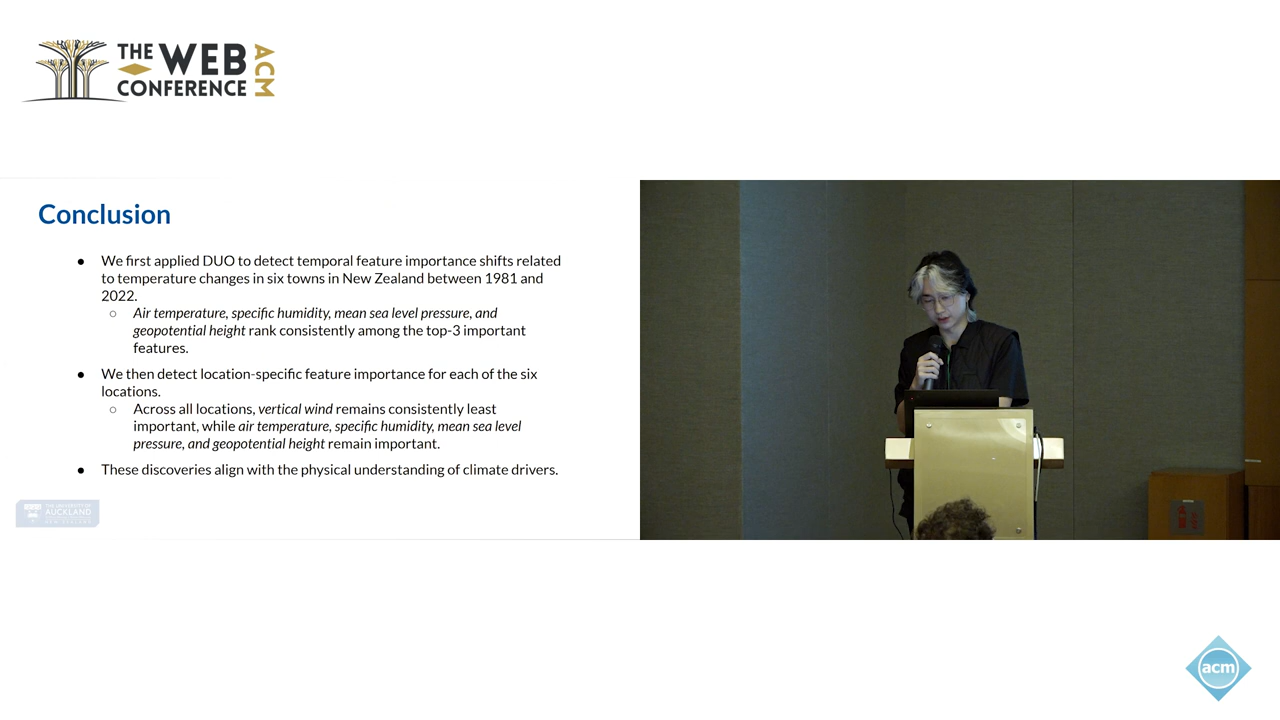 THE WEB
CONFERENCE
ACM
Conclusion
● We first applied DUO to detect temporal feature importance shifts related
to temperature changes in six towns in New Zealand between 1981 and
2022.
○ Air temperature, specific humidity, mean sea level pressure, and
geopotential height rank consistently among the top-3 important
features.
● We then detect location-specific feature importance for each of the six
locations.
○ Across all locations, vertical wind remains consistently least
important, while air temperature, specific humidity, mean sea level
pressure, and geopotential height remain important.
● These discoveries align with the physical understanding of climate drivers.
THE UNIVERSITY OF
AUCKLAND
NEW ZEALAND
acm